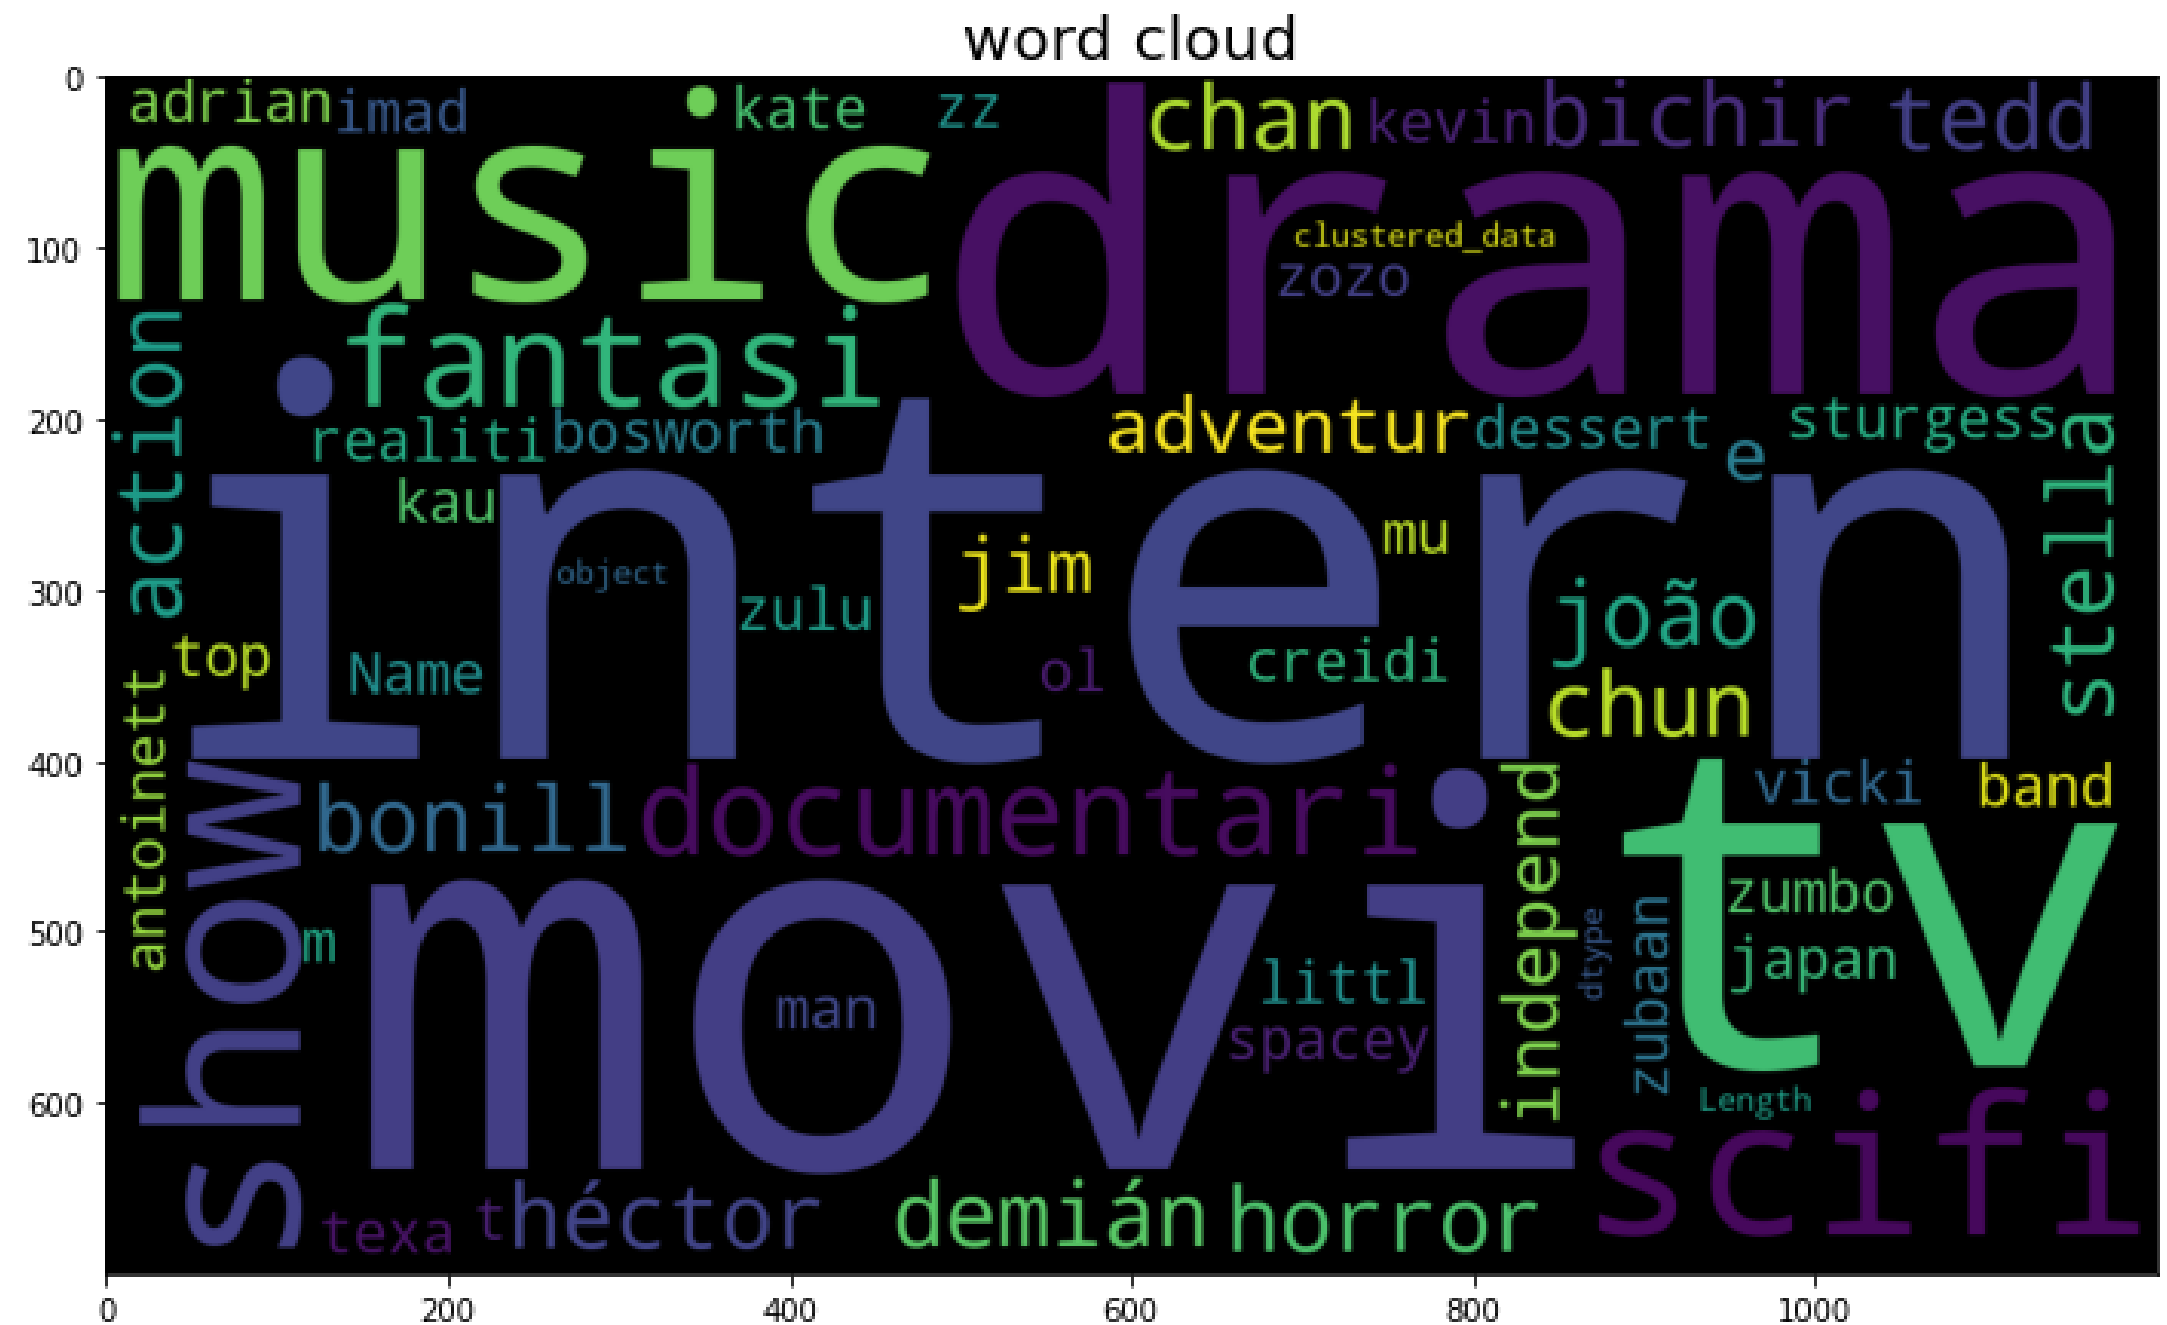 word cloud
0
adrian
imad
kate
zz
chan
kevin
bichir
tedd
music
drama
100
clustered_data
zozo
fantasi
action
200
realiti
bosworth
adventur
dessert
e
sturgess
stella
intern
kau
jim
mu
object
300
zulu
joão
top
Name
ol
creidi
chun
antoinett
400
show
bonill
documentari
independ
tv
vicki
band
movi
zumbo
500
m
dtype
zubaan
japan
man
littl
spacey
600
Length
scifi
texa
t
héctor
demián
horror
0 200 400 600 800 1000